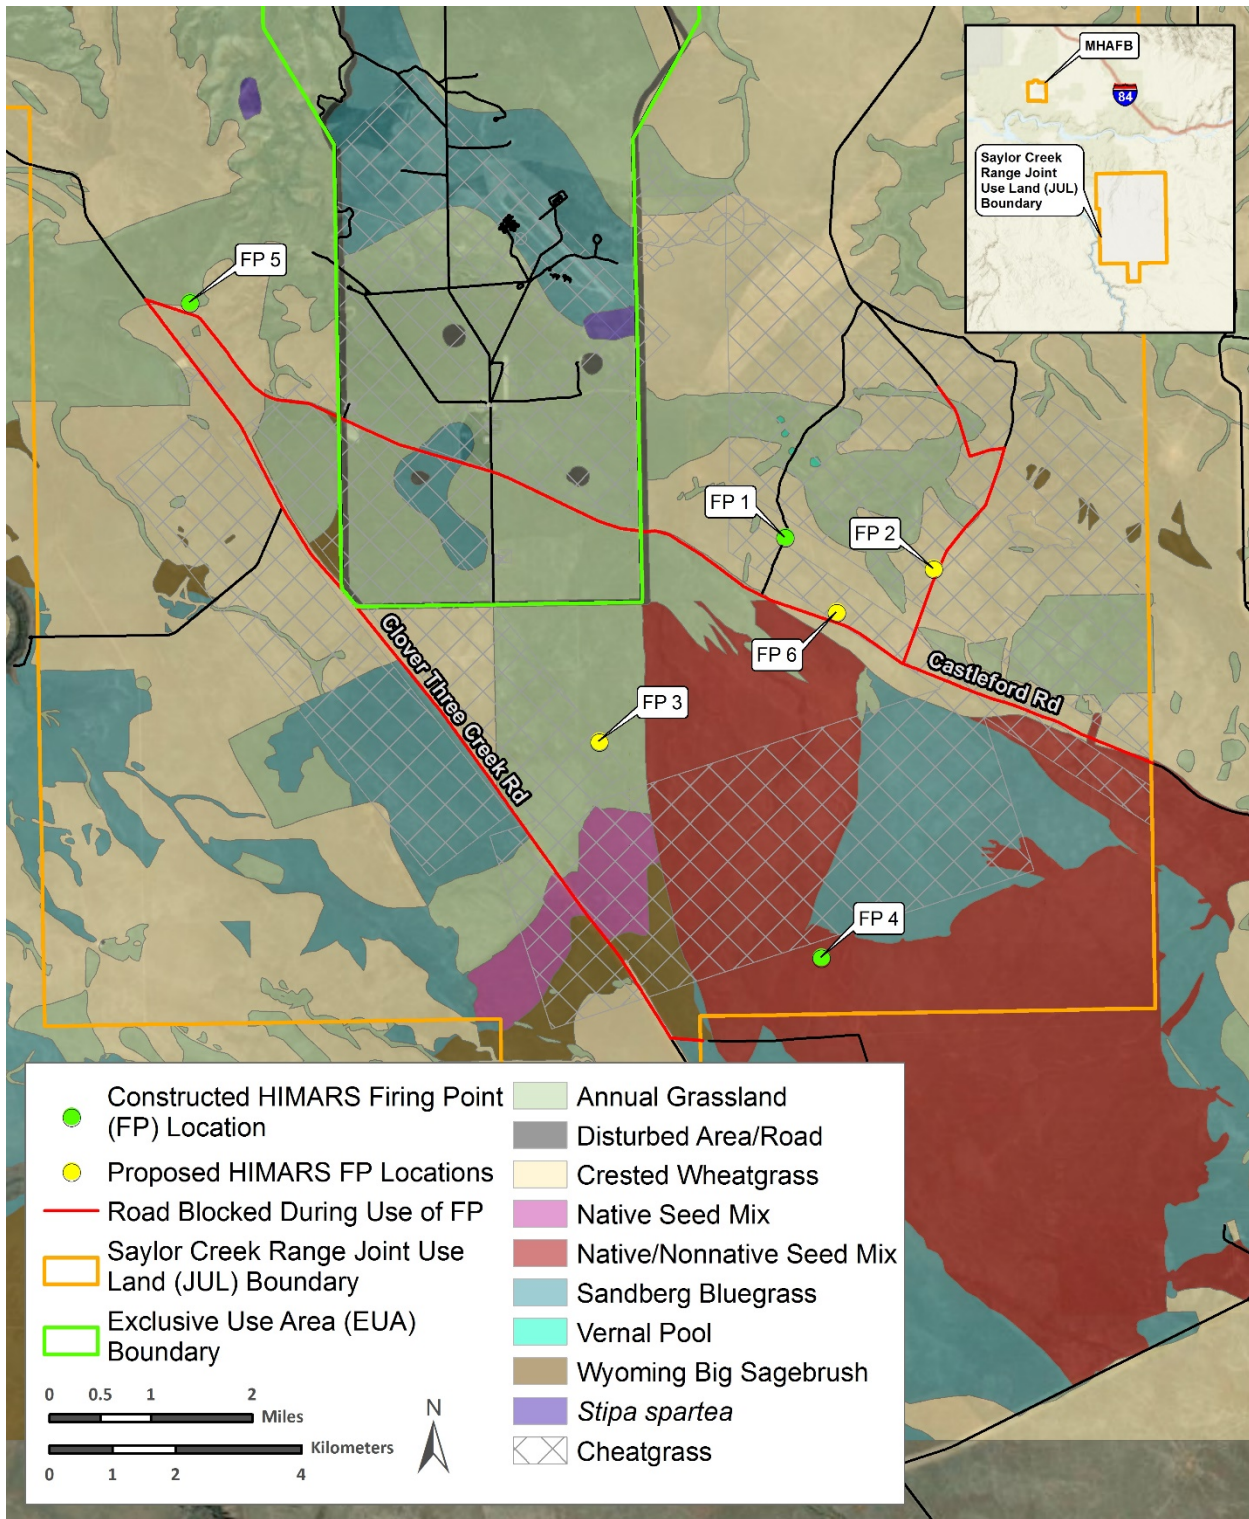 MHAFB
84
Saylor Creek
Range Joint
Use Land (JUL)
Boundary
FP 5
FP 1
FP 2
FP 6
Castleford Rd
Clover Three Creek Rd
FP 3
FP 4
Constructed HIMARS Firing Point
(FP) Location
Proposed HIMARS FP Locations
Road Blocked During Use of FP
Saylor Creek Range Joint Use
Land (JUL) Boundary
Exclusive Use Area (EUA)
Boundary
0 0.5 1 2
Miles
Kilometers
0 1 2 4
N
Annual Grassland
Disturbed Area/Road
Crested Wheatgrass
Native Seed Mix
Native/Nonnative Seed Mix
Sandberg Bluegrass
Vernal Pool
Wyoming Big Sagebrush
Stipa spartea
Cheatgrass